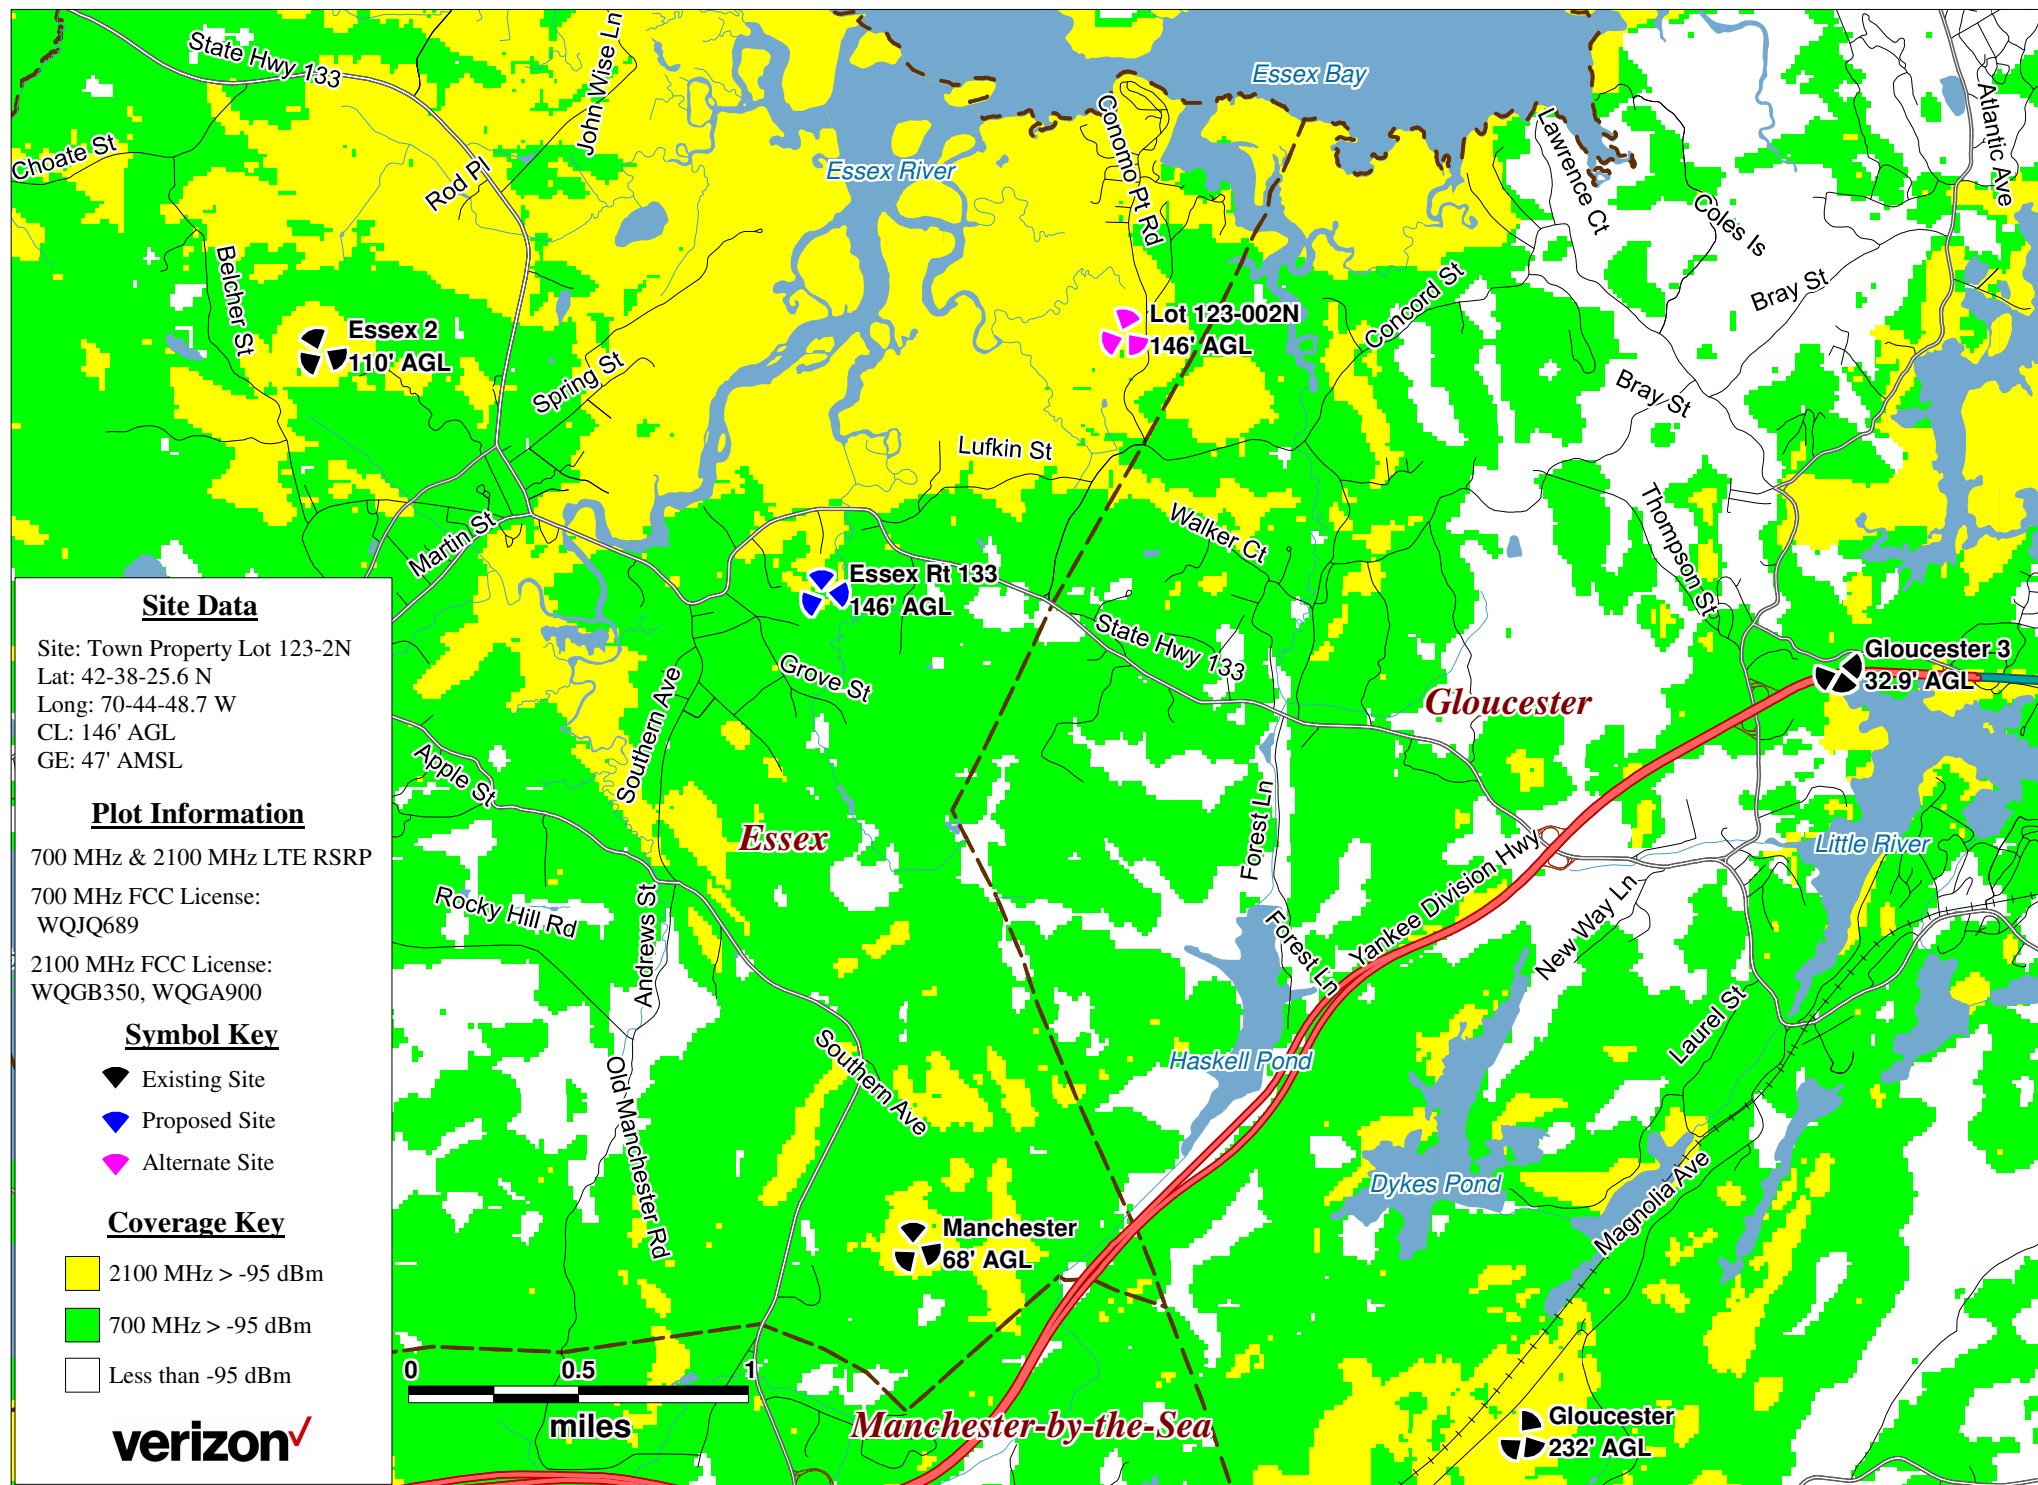 State Hwy 133
John Wise Ln
Essex Bay
Atlantic Ave
Choate St
Rod Pl
Essex River
Conomo Pt Rd
Lawrence Ct
Coles Is
Belcher St
Bray St
Essex 2
110' AGL
Lot 123-002N
146' AGL
Concord St
Spring St
Bray St
Lufkin St
Martin St
Walker Ct
Thompson St
Essex Rt 133
146' AGL
State Hwy 133
Grove St
Gloucester 3
32.9' AGL
Gloucester
Southern Ave
Apple St
Essex
Forest Ln
Little River
Yankee Division Hwy
Rocky Hill Rd
Andrews St
Forest Ln
New Way Ln
Laurel St
Haskell Pond
Southern Ave
Old Manchester Rd
Dykes Pond
Magnolia Ave
Manchester
68' AGL
Manchester-by-the-Sea
Gloucester
232' AGL
Site Data
Site: Town Property Lot 123-2N
Lat: 42-38-25.6 N
Long: 70-44-48.7 W
CL: 146' AGL
GE: 47' AMSL
Plot Information
700 MHz & 2100 MHz LTE RSRP
700 MHz FCC License:
WQJQ689
2100 MHz FCC License:
WQGB350, WQGA900
Symbol Key
Existing Site
Proposed Site
Alternate Site
Coverage Key
2100 MHz > -95 dBm
700 MHz > -95 dBm
Less than -95 dBm
verizon
0 0.5 1
miles